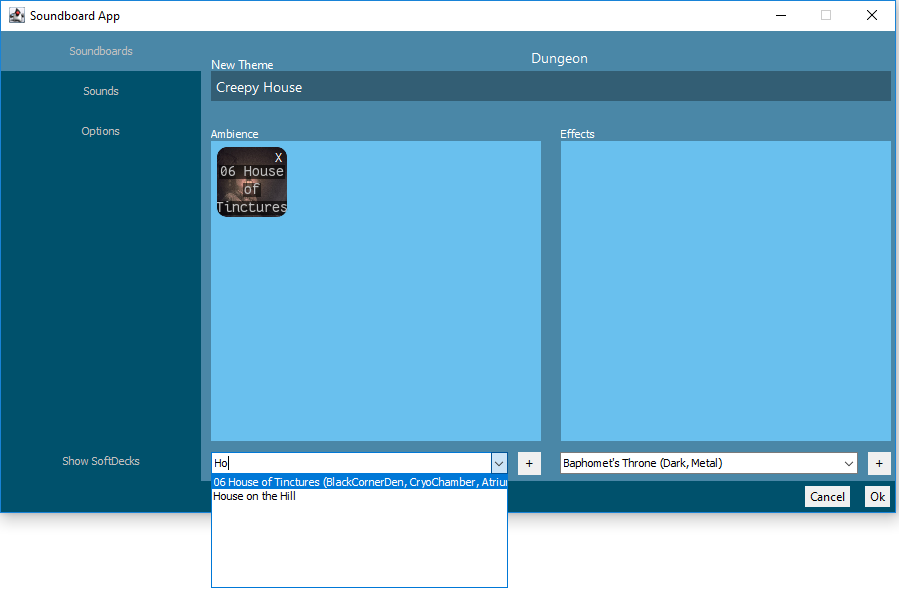 Soundboard App
Soundboards
Sounds
Options
Show SoftDecks
Dungeon
New Theme
Creepy House
Ambience
Effects
X
06 House
of
Tinctures
Ho
+
Baphomet's Throne (Dark, Metal)
+
06 House of Tinctures (BlackCornerDen, CryoChamber, Atriu
House on the Hill
Cancel
Ok